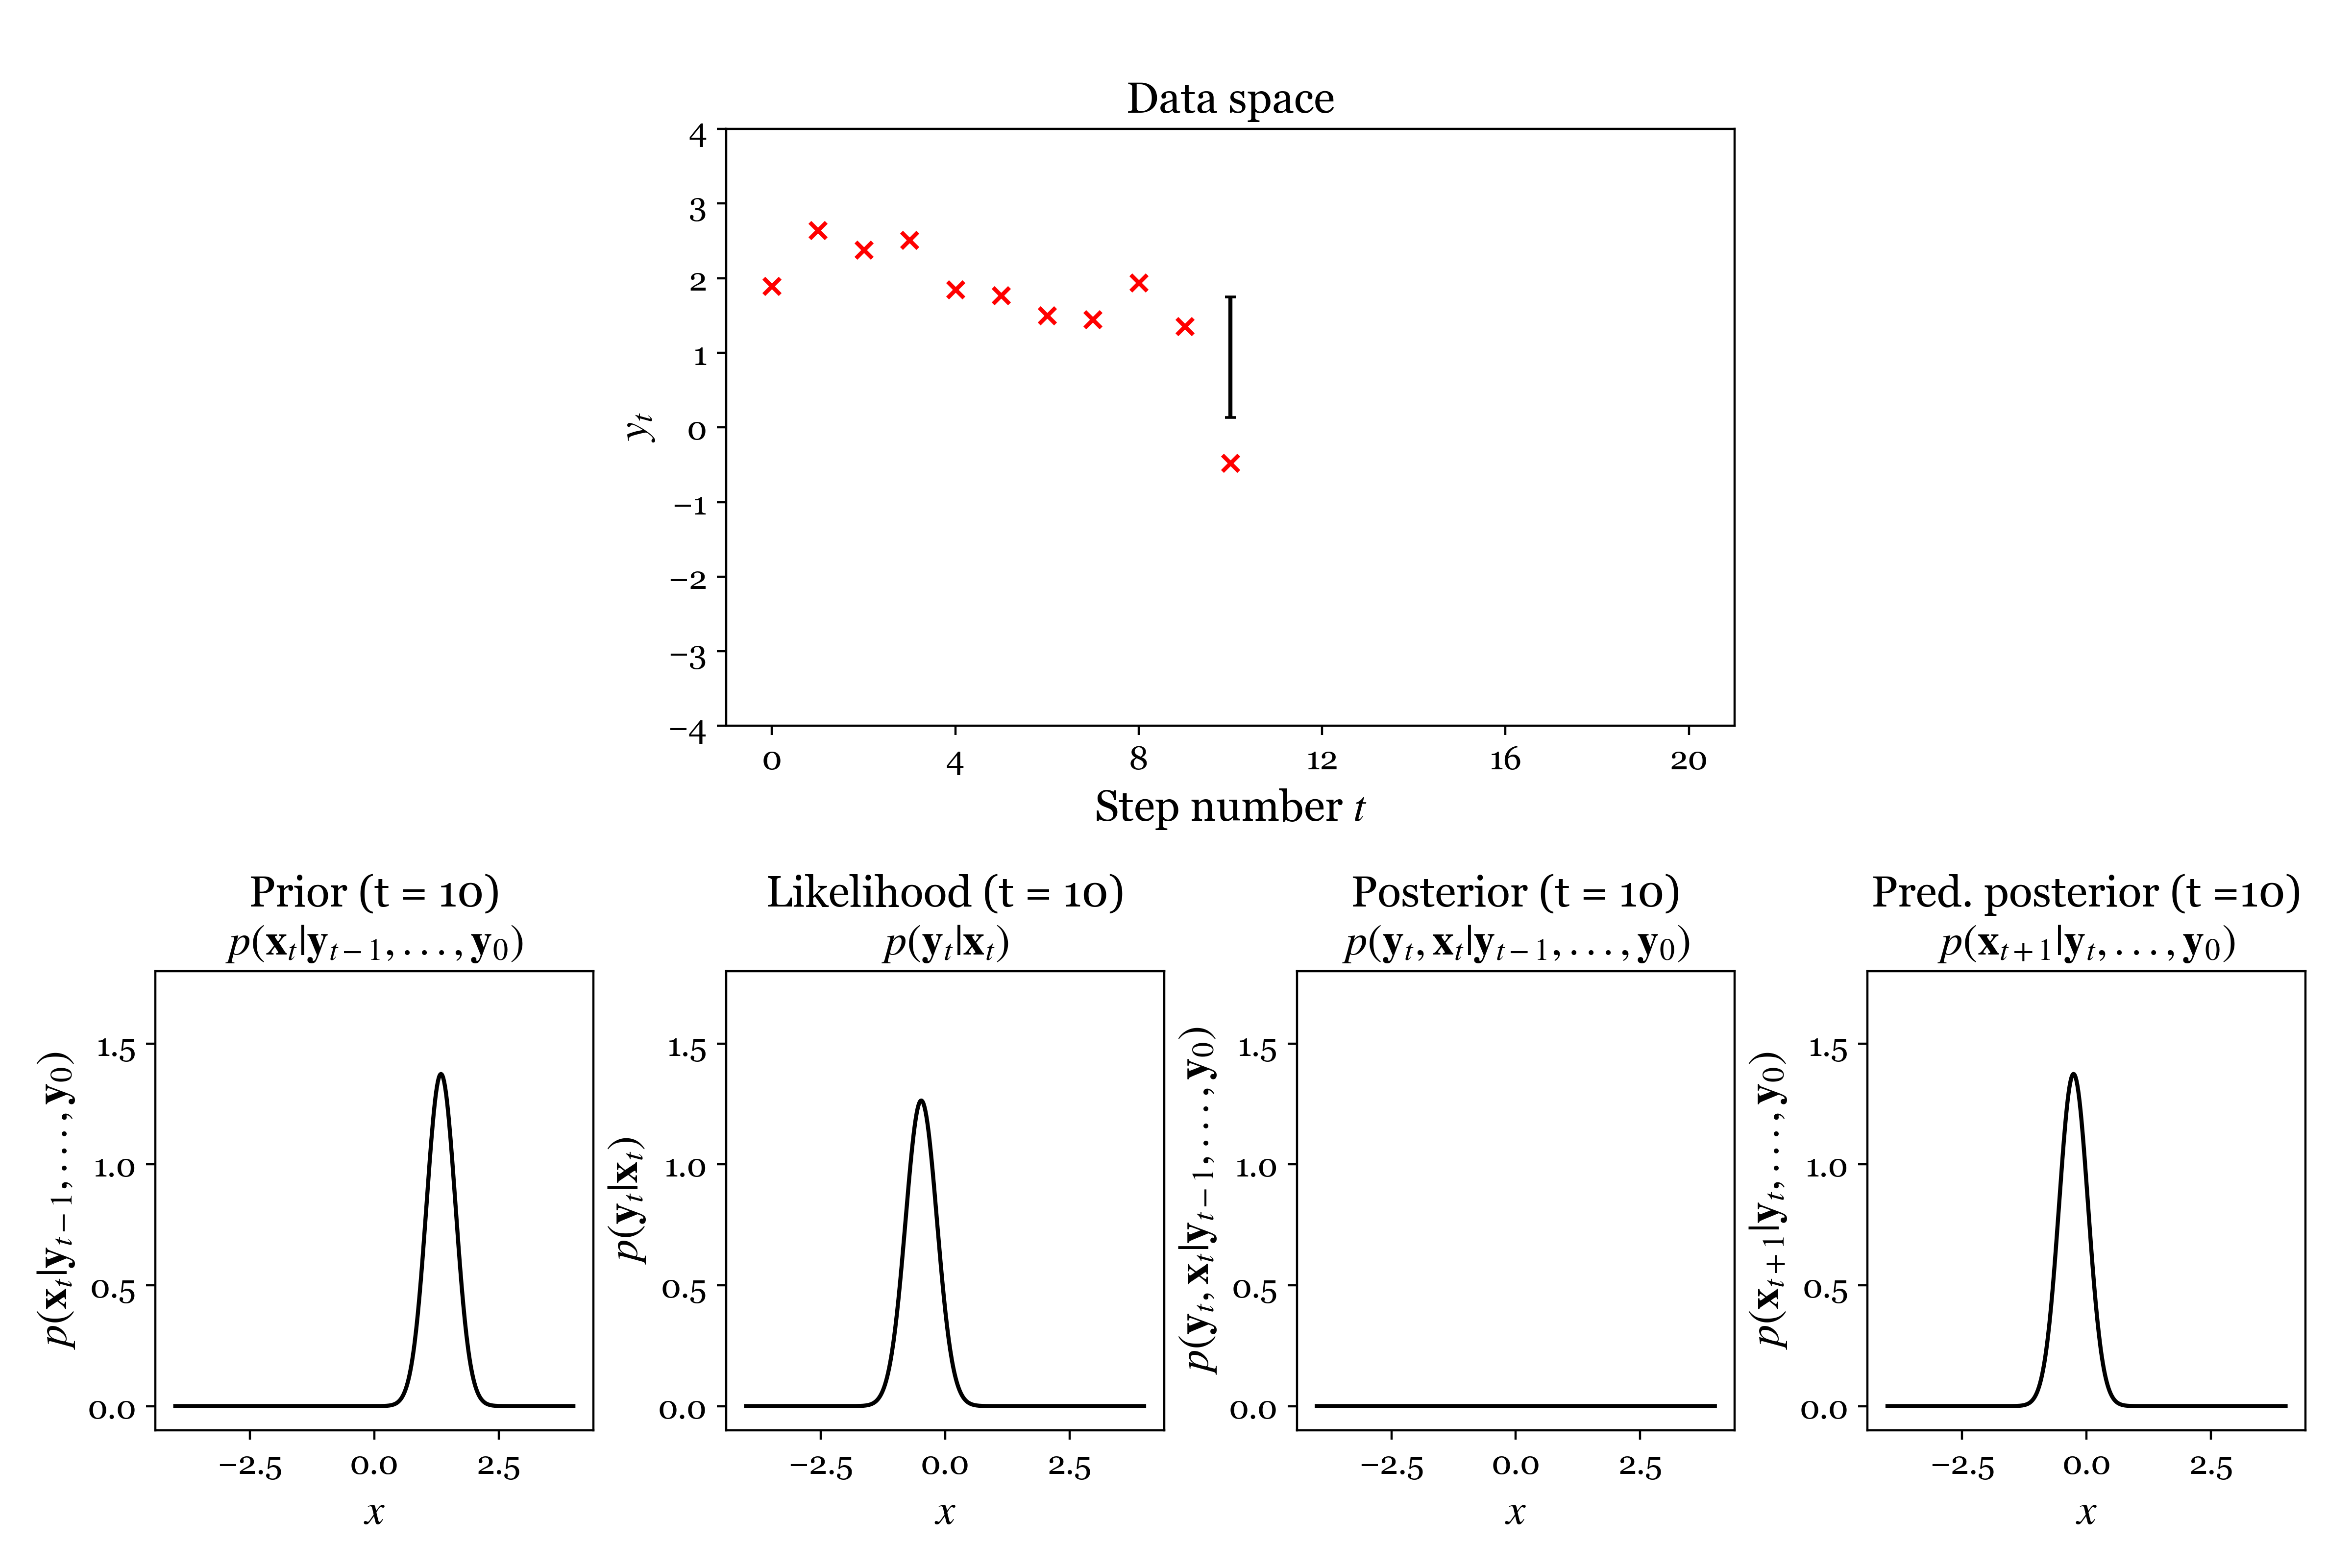 Data space
4
3
2
1
0
−1
−2
−3
−4
y_t
0 4 8 12 16 20
Step number t
Prior (t = 10)
p(x_t|y_{t−1}, . . . , y_0)
1.5
1.0
0.5
0.0
p(x_t|y_{t−1}, . . . , y_0)
−2.5 0.0 2.5
x
Likelihood (t = 10)
p(y_t|x_t)
1.5
1.0
0.5
0.0
p(y_t|x_t)
−2.5 0.0 2.5
x
Posterior (t = 10)
p(y_t, x_t|y_{t−1}, . . . , y_0)
1.5
1.0
0.5
0.0
p(y_t, x_t|y_{t−1}, . . . , y_0)
−2.5 0.0 2.5
x
Pred. posterior (t =10)
p(x_{t+1}|y_t, . . . , y_0)
1.5
1.0
0.5
0.0
p(x_{t+1}|y_t, . . . , y_0)
−2.5 0.0 2.5
x